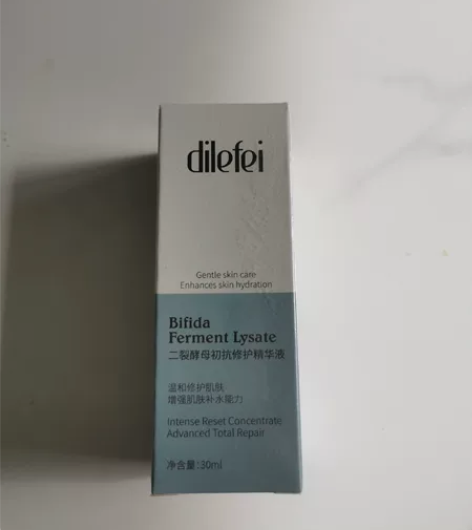 dilefei
Gentle skin care
Enhances skin hydration
Bifida
Ferment Lysate
二裂酵母初抗修护精华液
温和修护肌肤
增强肌肤补水能力
Intense Reset Concentrate
Advanced Total Repair
净含量:30ml